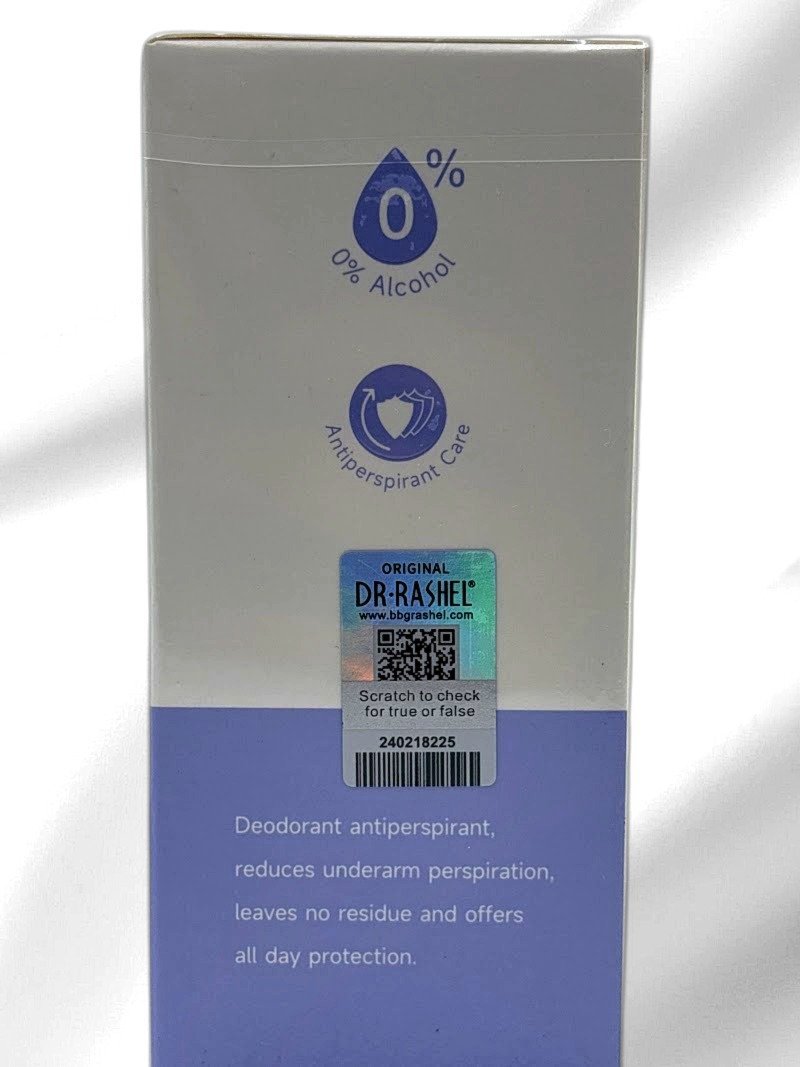 0%
0% Alcohol
Antiperspirant Care
ORIGINAL
DR·RASHEL®
www.bbgrashel.com
Scratch to check
for true or false
240218225
Deodorant antiperspirant,
reduces underarm perspiration,
leaves no residue and offers
all day protection.